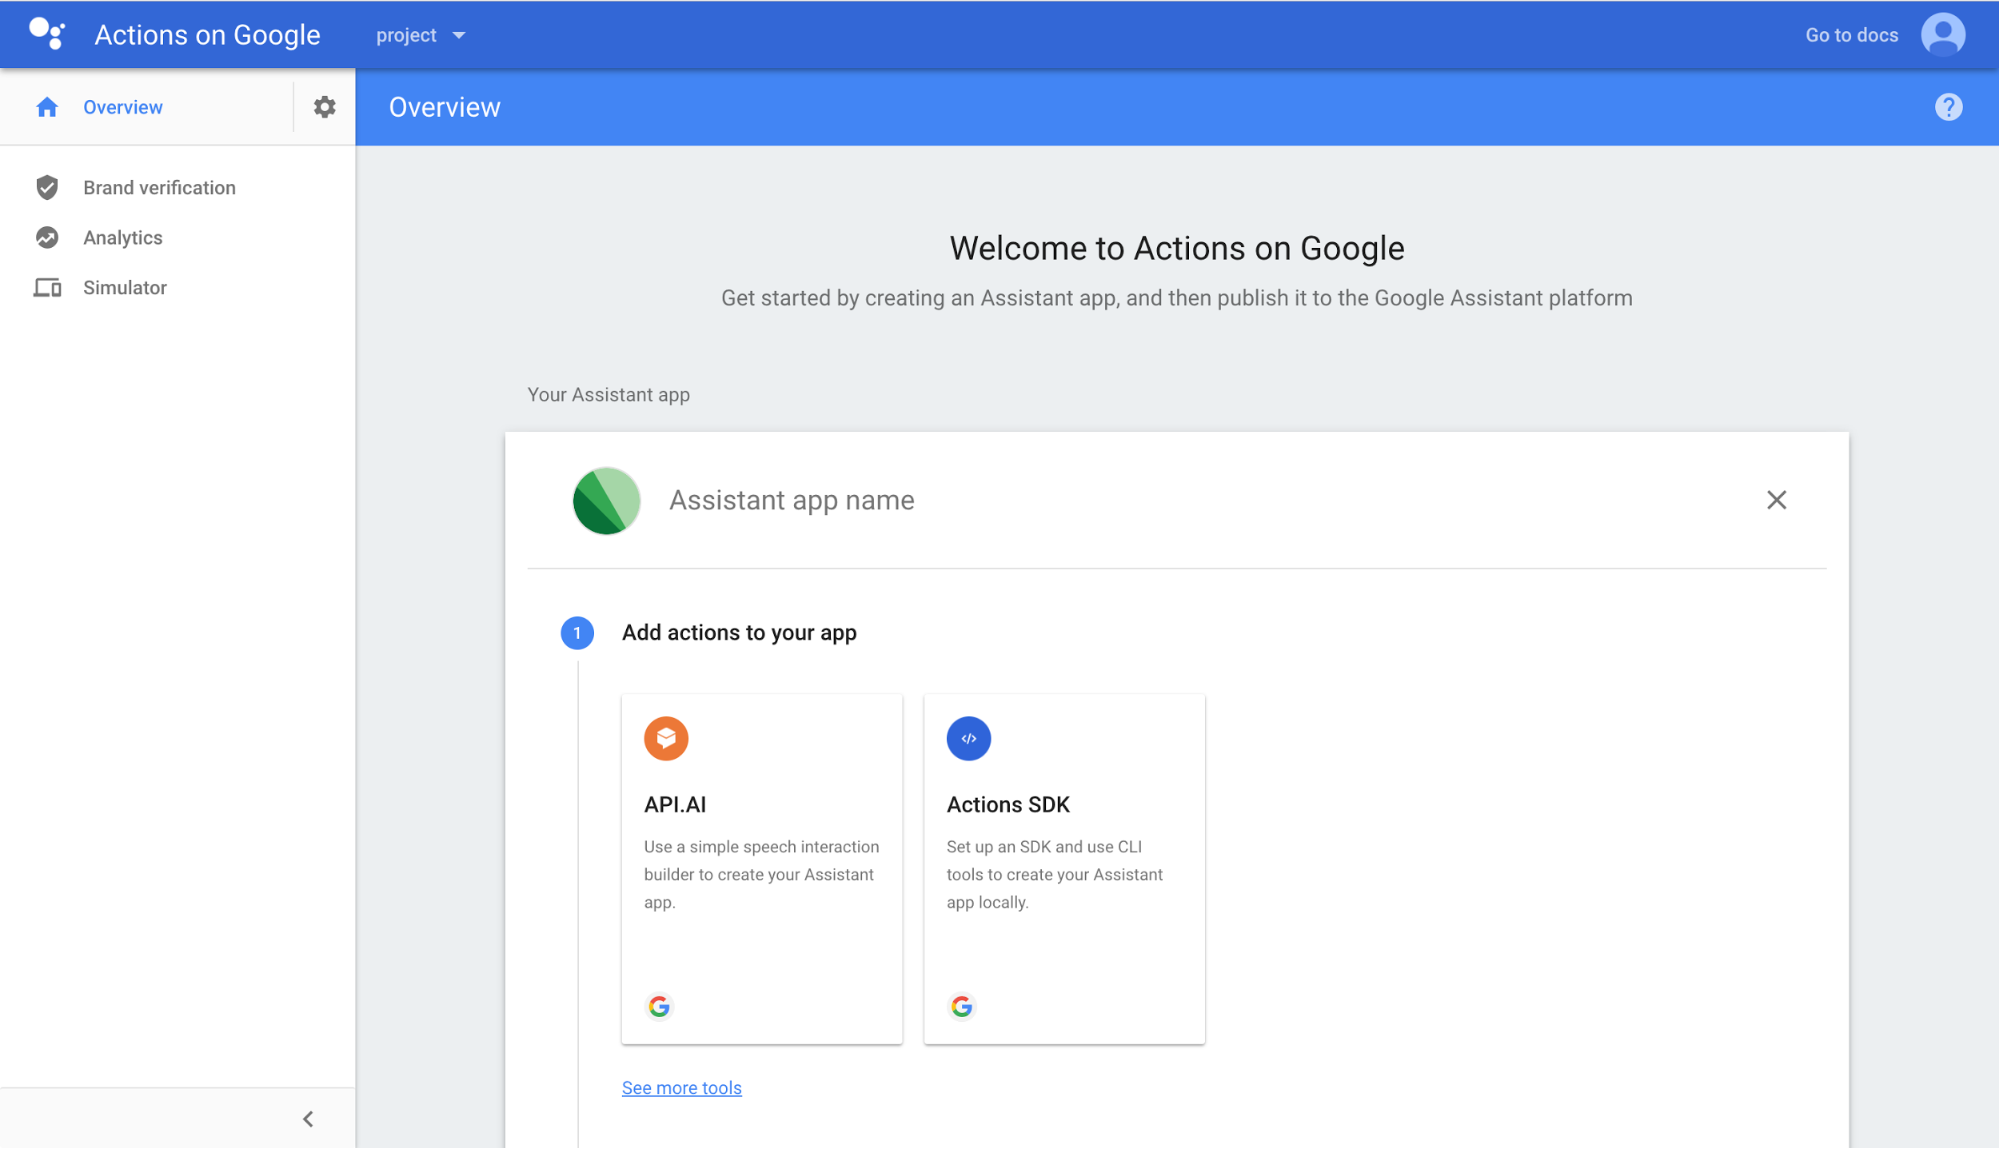 Actions on Google
project
Go to docs
Overview
Overview
?
Brand verification
Analytics
Simulator
Welcome to Actions on Google
Get started by creating an Assistant app, and then publish it to the Google Assistant platform
Your Assistant app
Assistant app name
1
Add actions to your app
API.AI
Use a simple speech interaction
builder to create your Assistant
app.
</>
Actions SDK
Set up an SDK and use CLI
tools to create your Assistant
app locally.
G
G
See more tools